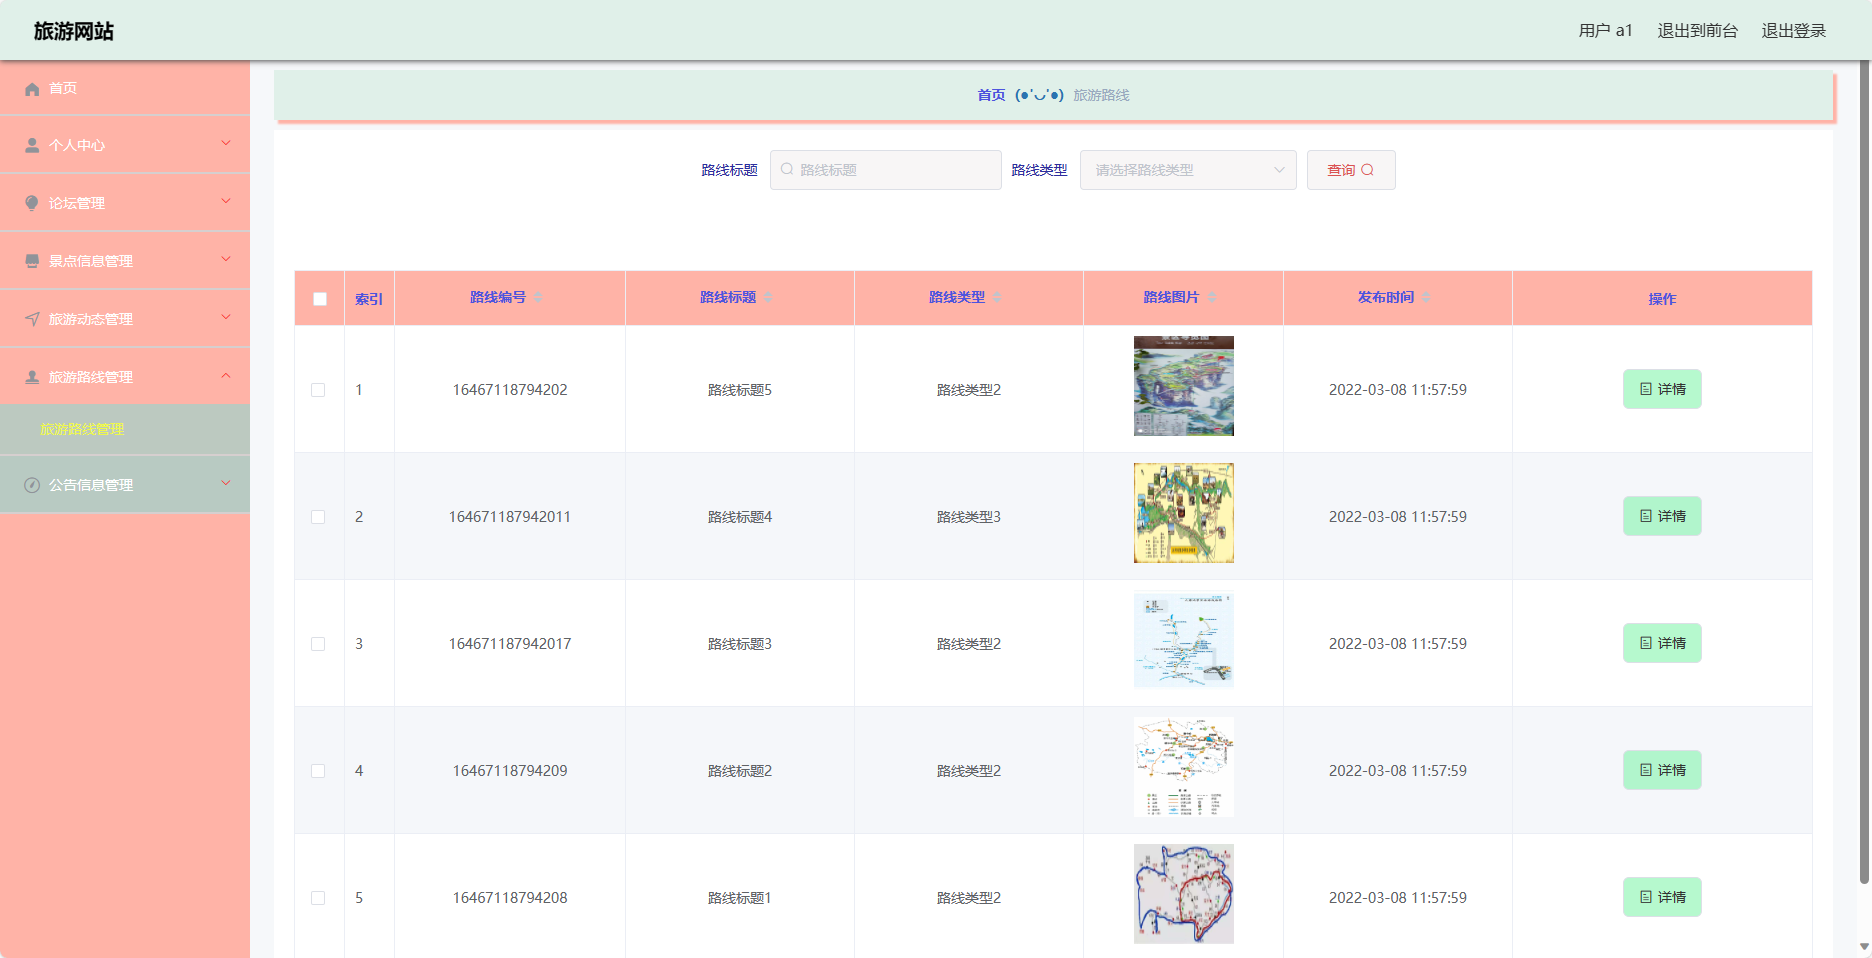 旅游网站
用户 a1 退出到前台 退出登录
首页
个人中心
论坛管理
景点信息管理
旅游动态管理
旅游路线管理
旅游路线管理
公告信息管理
首页 (●'◡'●) 旅游路线
路线标题 路线标题 路线类型 请选择路线类型 查询
索引 路线编号 路线标题 路线类型 路线图片 发布时间 操作
1 16467118794202 路线标题5 路线类型2 2022-03-08 11:57:59 详情
2 164671187942011 路线标题4 路线类型3 2022-03-08 11:57:59 详情
3 164671187942017 路线标题3 路线类型2 2022-03-08 11:57:59 详情
4 16467118794209 路线标题2 路线类型2 2022-03-08 11:57:59 详情
5 16467118794208 路线标题1 路线类型2 2022-03-08 11:57:59 详情